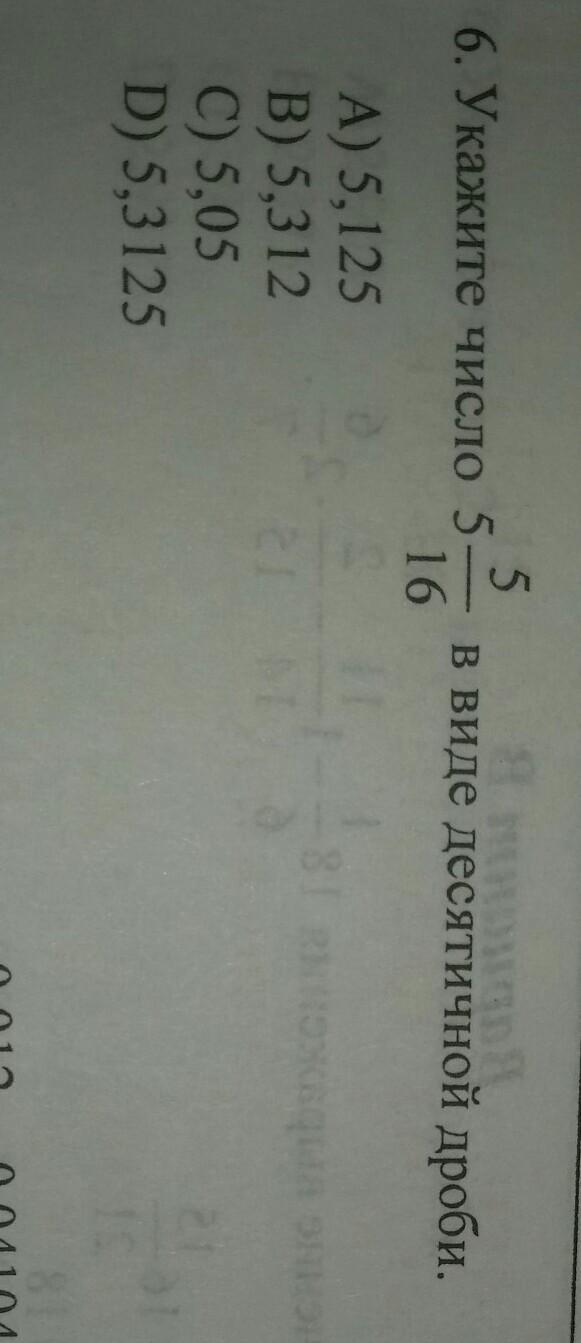 6. Укажите число 5 5/16 в виде десятичной дроби.
A) 5,125
B) 5,312
C) 5,05
D) 5,3125